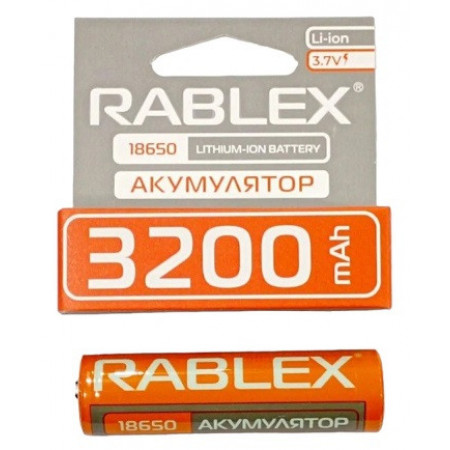 Li-ion
3.7V
RABLEX®
18650 LITHIUM-ION BATTERY
АКУМУЛЯТОР
3200 mAh
RABLEX
18650 АКУМУЛЯТОР